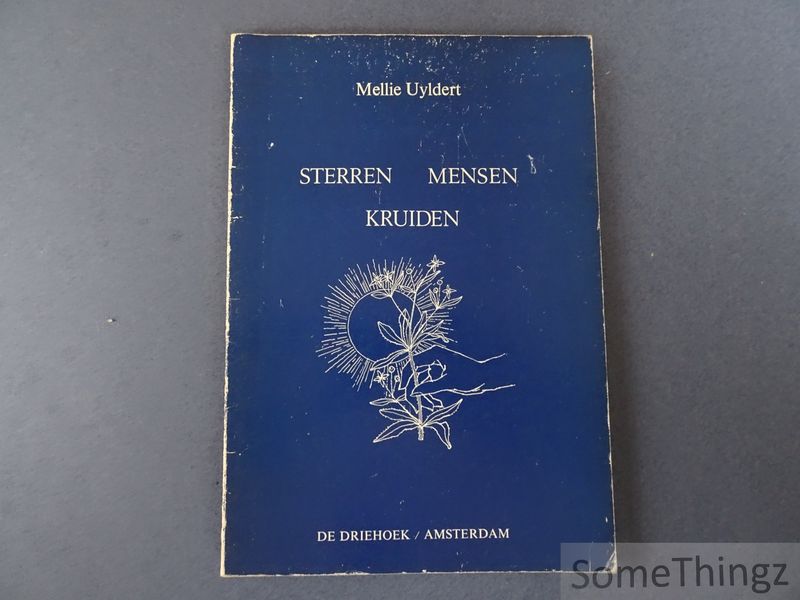 Mellie Uyldert
STERREN MENSEN
KRUIDEN
DE DRIEHOEK / AMSTERDAM
SomeThingz